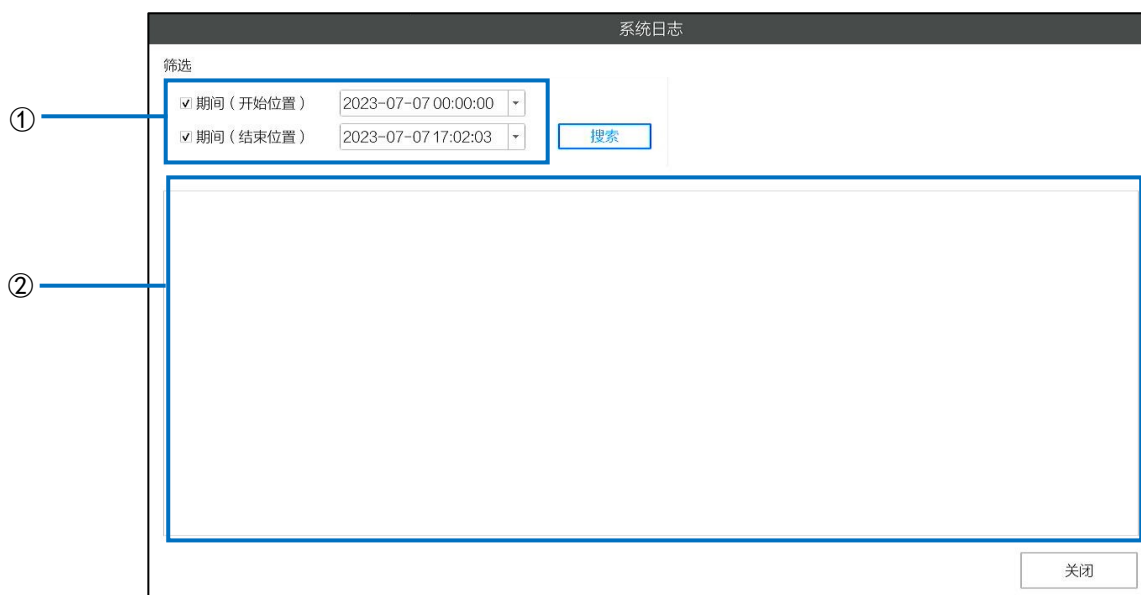 系统日志
筛选
① ☑ 期间（开始位置） 2023-07-07 00:00:00
☑ 期间（结束位置） 2023-07-07 17:02:03 搜索
②
关闭